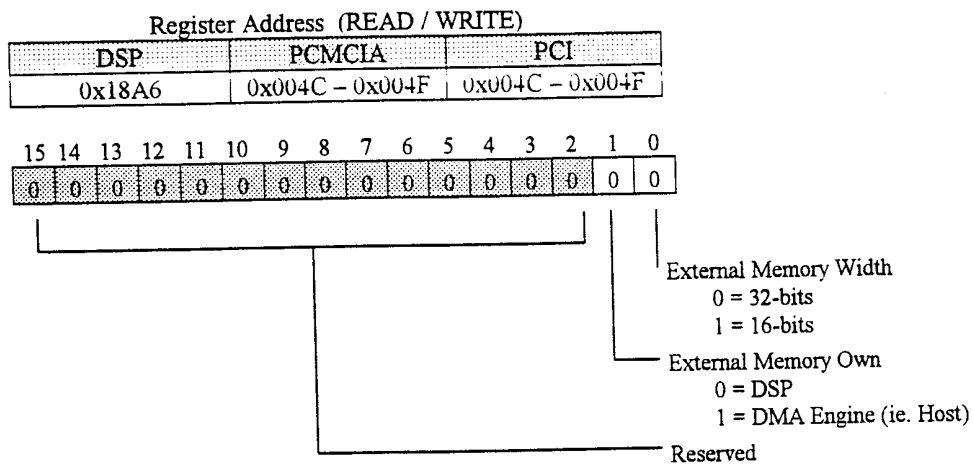 Register Address (READ / WRITE)
DSP PCMCIA PCI
0x18A6 0x004C – 0x004F 0x004C – 0x004F
15 14 13 12 11 10 9 8 7 6 5 4 3 2 1 0
0 0 0 0 0 0 0 0 0 0 0 0 0 0 0 0
External Memory Width
0 = 32-bits
1 = 16-bits
External Memory Own
0 = DSP
1 = DMA Engine (ie. Host)
Reserved